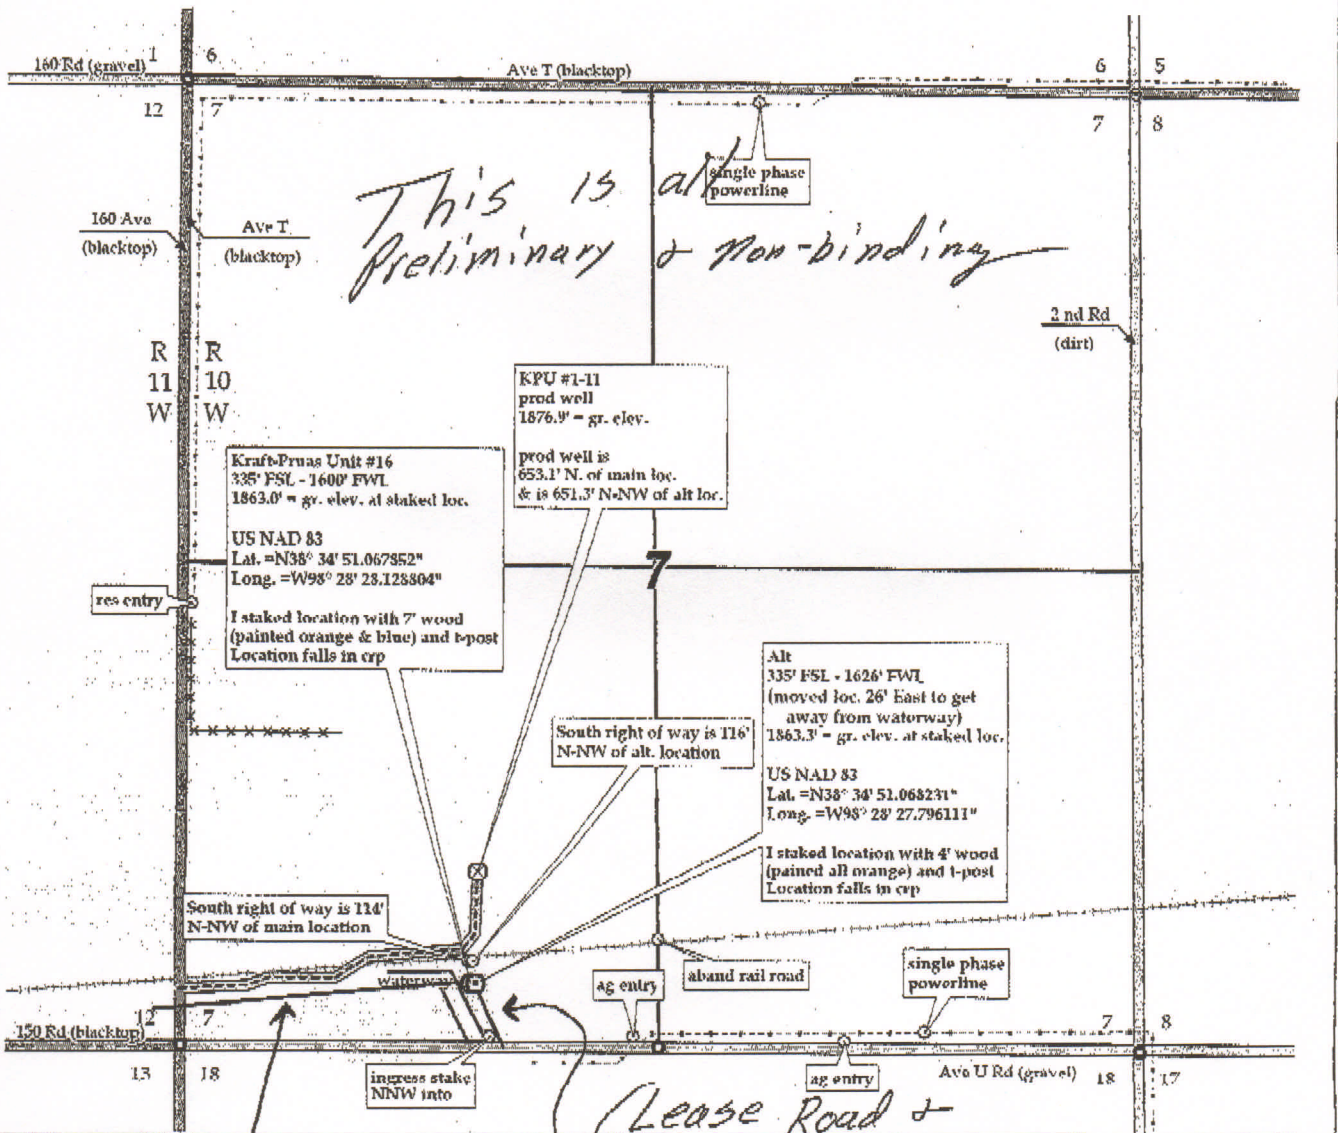 160 Rd (gravel)
1
6
Ave T (blacktop)
6
5
12
7
7
8
This is all
single phase
powerline
Preliminary & Non-binding
160 Ave
(blacktop)
Ave T
(blacktop)
2 nd Rd
(dirt)
R
11
W
R
10
W
KPU #1-11
prod well
1876.9' = gr. elev.
prod well is
653.1' N. of main loc.
& is 651.3' N-NW of alt loc.
Kraft-Pruas Unit #16
335' FSL - 1600' FWL
1863.0' = gr. elev. at staked loc.
US NAD 83
Lat. =N38° 34' 51.067852"
Long. =W98° 28' 28.128804"
I staked location with 7' wood
(painted orange & blue) and t-post
Location falls in crp
7
res entry
Alt
335' FSL - 1626' FWL
(moved loc. 26' East to get
away from waterway)
1863.3' = gr. elev. at staked loc.
US NAD 83
Lat. =N38° 34' 51.068231"
Long. =W98° 28' 27.796111"
I staked location with 4' wood
(pained all orange) and t-post
Location falls in crp
South right of way is 116'
N-NW of alt. location
South right of way is 114'
N-NW of main location
waterway
aband rail road
ag entry
single phase
powerline
12
7
7
8
150 Rd (blacktop)
13
18
ingress stake
NNW into
ag entry
Ave U Rd (gravel)
18
17
Lease Road &